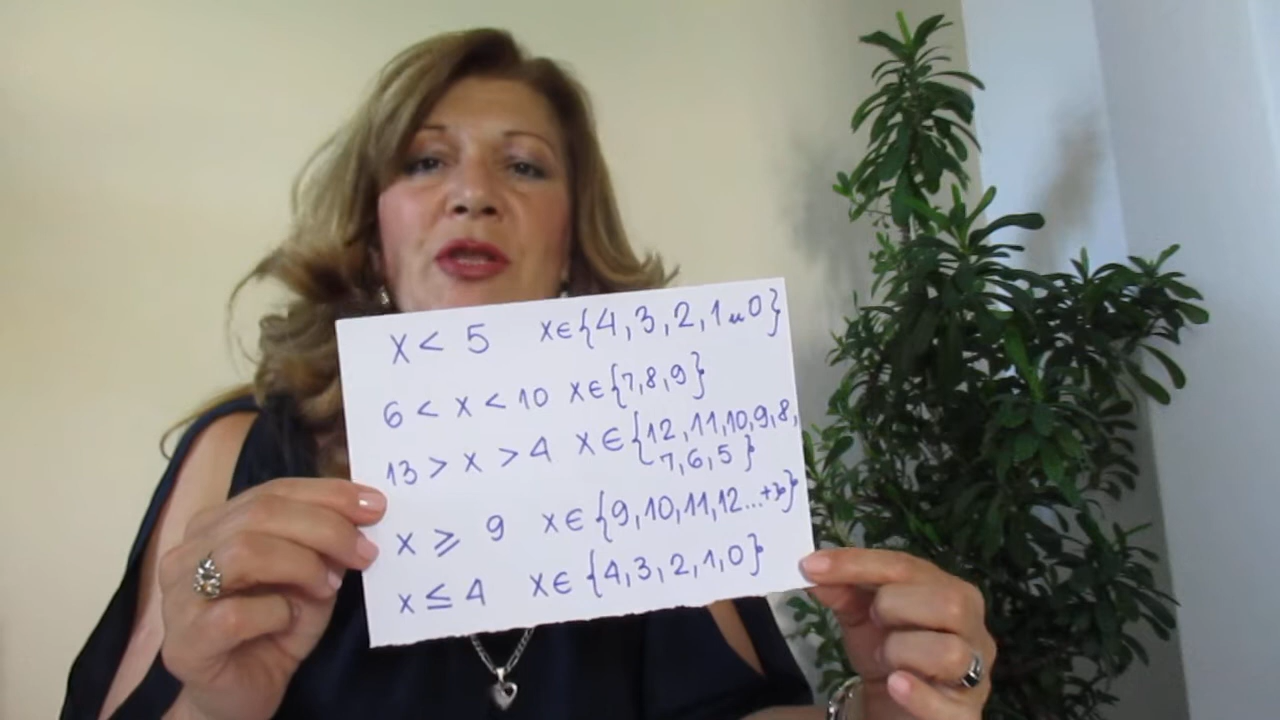 x < 5 x∈{4,3,2,1 и 0}
6 < x < 10 x∈{7,8,9}
13 > x > 4 x∈{12,11,10,9,8,
7,6,5}
x ⩾ 9 x∈{9,10,11,12...+∞}
x ≤ 4 x∈{4,3,2,1,0}